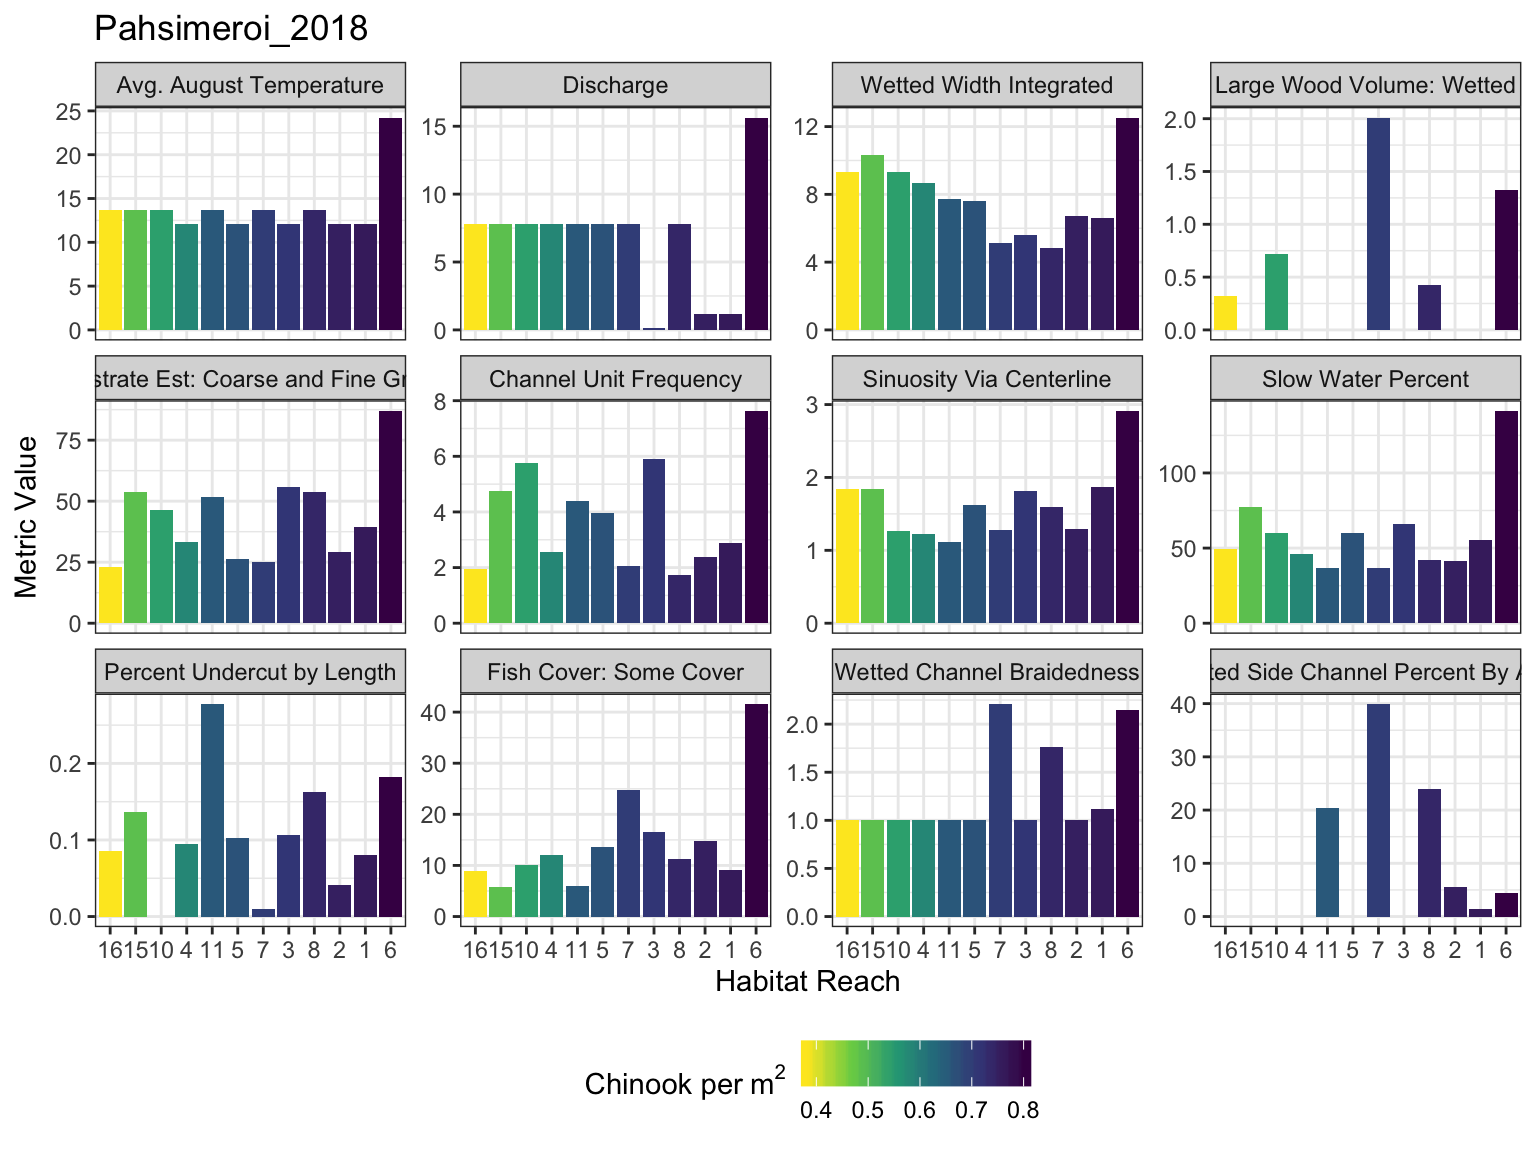 Pahsimeroi_2018
Avg. August Temperature Discharge Wetted Width Integrated Large Wood Volume: Wetted
25 20 15 10 5 0
15 10 5 0
12 8 4 0
2.0 1.5 1.0 0.5 0.0
strate Est: Coarse and Fine Gr Channel Unit Frequency Sinuosity Via Centerline Slow Water Percent
75 50 25 0
8 6 4 2 0
3 2 1 0
100 50 0
Metric Value
Percent Undercut by Length Fish Cover: Some Cover Wetted Channel Braidedness ted Side Channel Percent By A
0.2 0.1 0.0
40 30 20 10 0
2.0 1.5 1.0 0.5 0.0
40 30 20 10 0
16 15 10 4 11 5 7 3 8 2 1 6
16 15 10 4 11 5 7 3 8 2 1 6
16 15 10 4 11 5 7 3 8 2 1 6
16 15 10 4 11 5 7 3 8 2 1 6
Habitat Reach
Chinook per m²
0.4 0.5 0.6 0.7 0.8